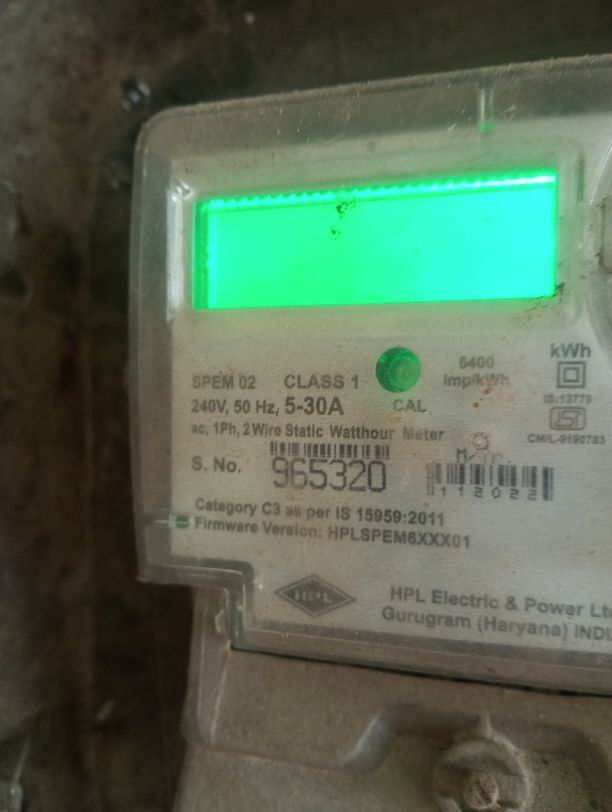 SPEM 02 CLASS 1
6400
imp/kWh
kWh
240V, 50 Hz, 5-30A
CAL
IS:13779
ac, 1Ph, 2 Wire Static Watthour Meter
CM/L-9190783
S. No. 965320
M/Yr.
112022
Category C3 as per IS 15959:2011
Firmware Version: HPLSPEM6XXX01
HPL
HPL Electric & Power
Gurugram (Haryana)